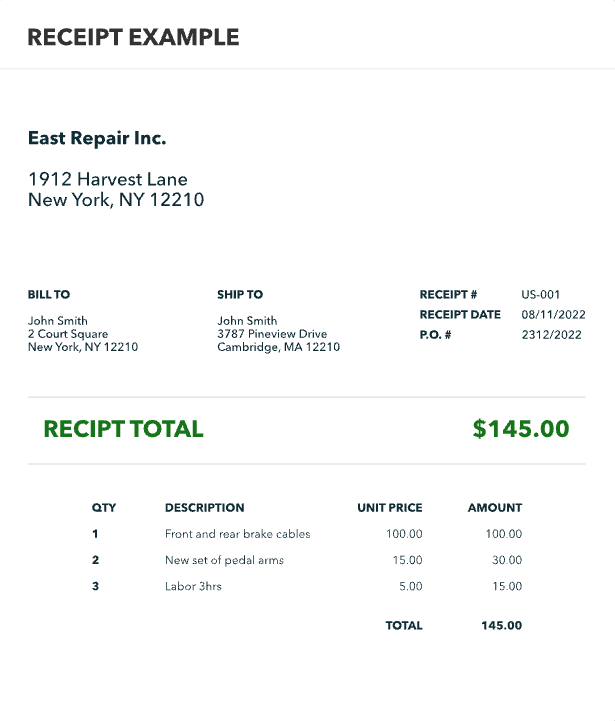 RECEIPT EXAMPLE
East Repair Inc.
1912 Harvest Lane
New York, NY 12210
BILL TO
John Smith
2 Court Square
New York, NY 12210
SHIP TO
John Smith
3787 Pineview Drive
Cambridge, MA 12210
RECEIPT # US-001
RECEIPT DATE 08/11/2022
P.O. # 2312/2022
RECIPT TOTAL $145.00
QTY DESCRIPTION UNIT PRICE AMOUNT
1 Front and rear brake cables 100.00 100.00
2 New set of pedal arms 15.00 30.00
3 Labor 3hrs 5.00 15.00
TOTAL 145.00